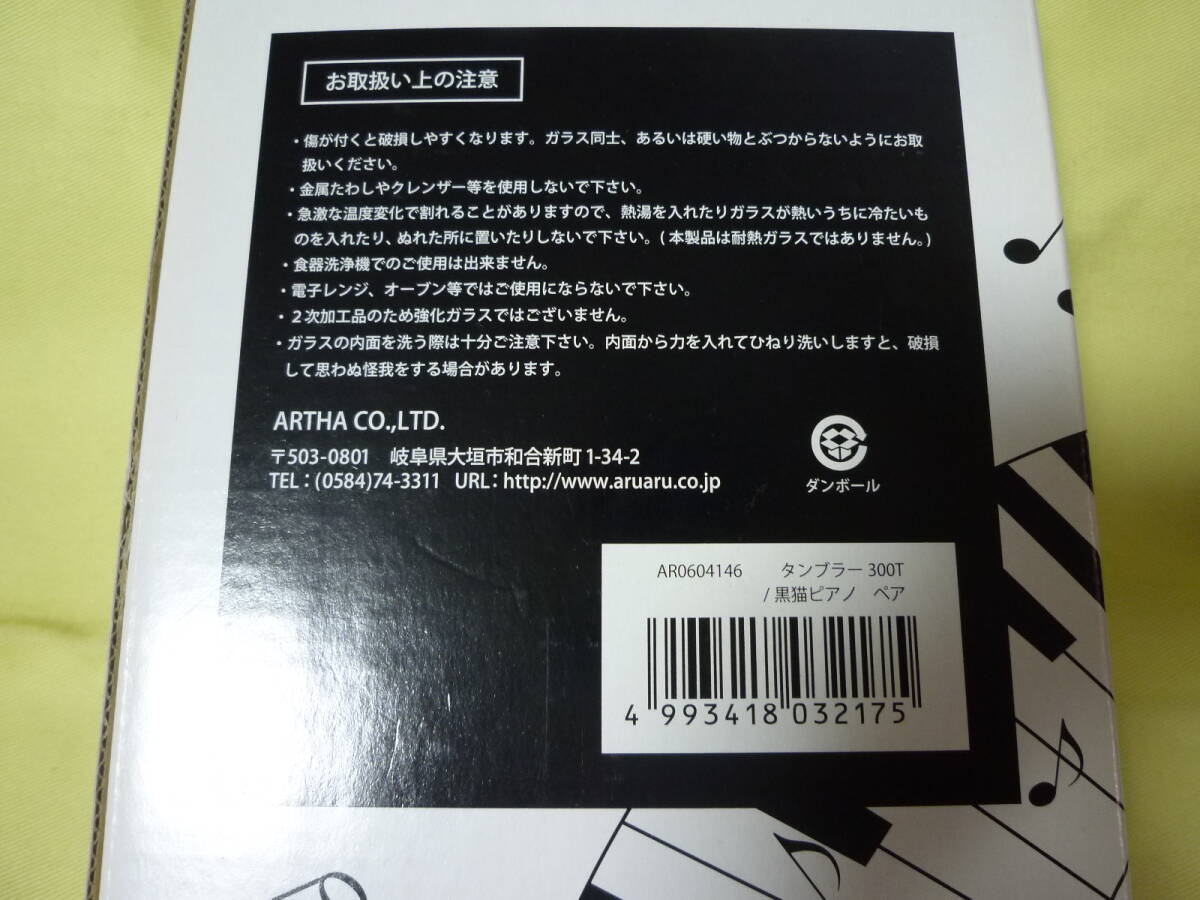 お取扱い上の注意
・傷が付くと破損しやすくなります。ガラス同士、あるいは硬い物とぶつからないようにお取
扱いください。
・金属たわしやクレンザー等を使用しないで下さい。
・急激な温度変化で割れることがありますので、熱湯を入れたりガラスが熱いうちに冷たいも
のを入れたり、ぬれた所に置いたりしないで下さい。(本製品は耐熱ガラスではありません。)
・食器洗浄機でのご使用は出来ません。
・電子レンジ、オーブン等ではご使用にならないで下さい。
・２次加工品のため強化ガラスではございません。
・ガラスの内面を洗う際は十分ご注意下さい。内面から力を入れてひねり洗いしますと、破損
して思わぬ怪我をする場合があります。
ARTHA CO.,LTD.
〒503-0801　岐阜県大垣市和合新町1-34-2
TEL：(0584)74-3311 URL：http://www.aruaru.co.jp
ダンボール
AR0604146　タンブラー 300T
/ 黒猫ピアノ　ペア
4 993418 032175